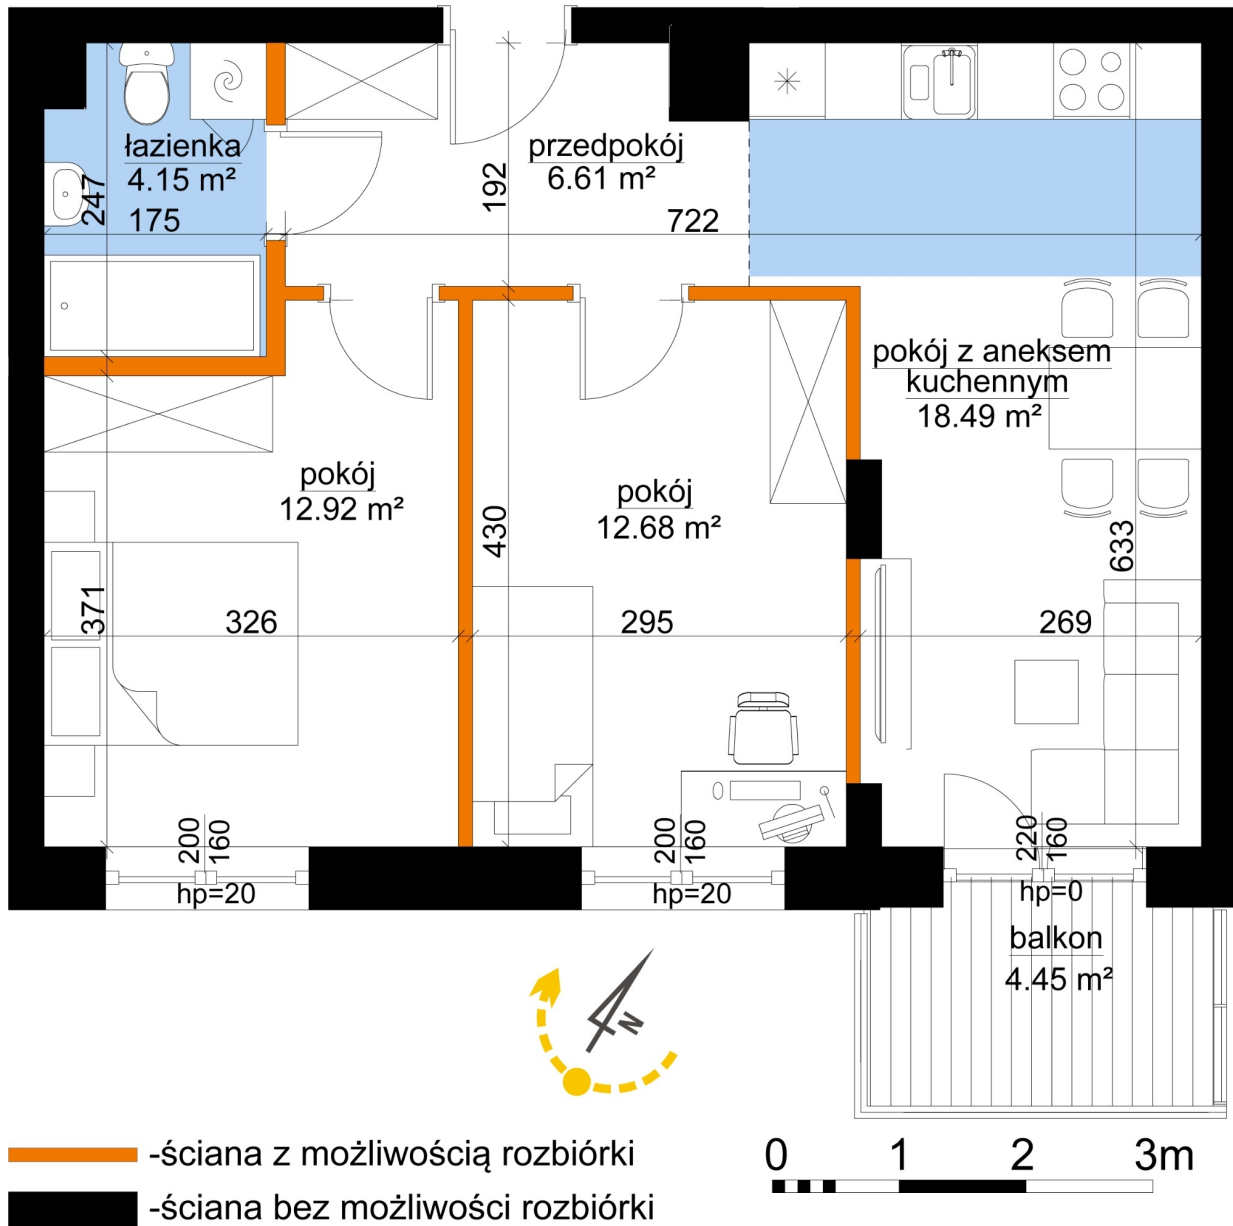 łazienka
4.15 m²
247
175
192
przedpokój
6.61 m²
722
pokój z aneksem
kuchennym
18.49 m²
pokój
12.92 m²
pokój
12.68 m²
430
371
633
326
295
269
200
160
hp=20
200
160
hp=20
220
160
hp=0
balkon
4.45 m²
N
-ściana z możliwością rozbiórki
-ściana bez możliwości rozbiórki
0 1 2 3m